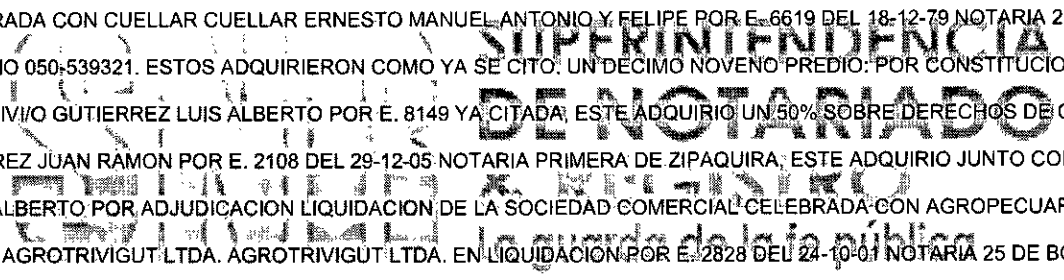 RADA CON CUELLAR CUELLAR ERNESTO MANUEL ANTONIO Y FELIPE POR E. 6619 DEL 18-12-79 NOTARIA 2
SUPERINTENDENCIA
IO 050-539321. ESTOS ADQUIRIERON COMO YA SE CITO. UN DECIMO NOVENO PREDIO: POR CONSTITUCIO
DE NOTARIADO
IVI/O GUTIERREZ LUIS ALBERTO POR E. 8149 YA CITADA, ESTE ADQUIRIO UN 50% SOBRE DERECHOS DE
REZ JUAN RAMON POR E. 2108 DEL 29-12-05 NOTARIA PRIMERA DE ZIPAQUIRA, ESTE ADQUIRIO JUNTO CO
& REGISTRO
ALBERTO POR ADJUDICACION LIQUIDACION DE LA SOCIEDAD COMERCIAL CELEBRADA CON AGROPECUAR
La guarda de la fe pública
AGROTRIVIGUT LTDA. AGROTRIVIGUT LTDA. EN LIQUIDACION POR E. 2828 DEL 24-10-01 NOTARIA 25 DE BO